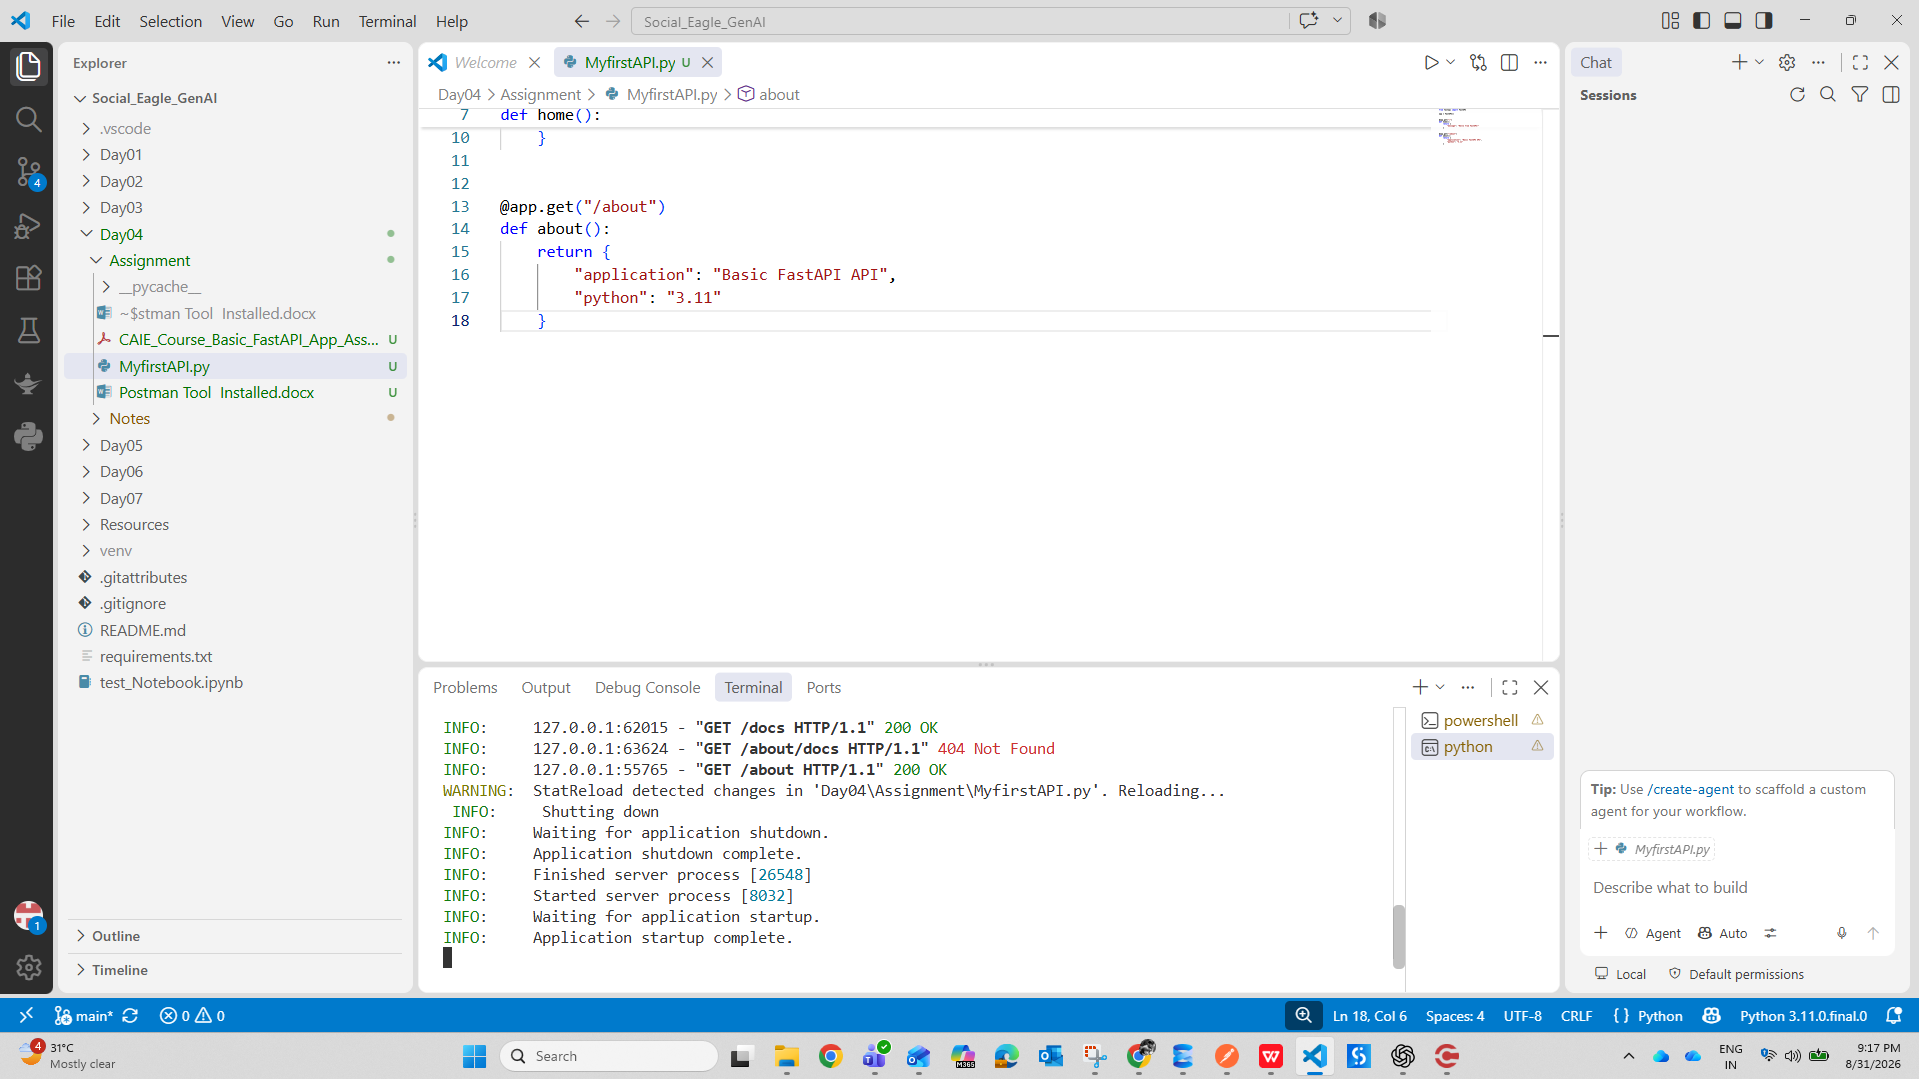 File Edit Selection View Go Run Terminal Help
Social_Eagle_GenAI
Explorer
Social_Eagle_GenAI
.vscode
Day01
Day02
Day03
Day04
Assignment
__pycache__
~$stman Tool  Installed.docx
CAIE_Course_Basic_FastAPI_App_Ass... U
MyfirstAPI.py U
Postman Tool  Installed.docx U
Notes
Day05
Day06
Day07
Resources
venv
.gitattributes
.gitignore
README.md
requirements.txt
test_Notebook.ipynb
Outline
Timeline
4
1
Welcome
MyfirstAPI.py U
Day04 > Assignment > MyfirstAPI.py > about
7 def home():
10 }
11
12
13 @app.get("/about")
14 def about():
15 return {
16 "application": "Basic FastAPI API",
17 "python": "3.11"
18 }
Problems Output Debug Console Terminal Ports
INFO: 127.0.0.1:62015 - "GET /docs HTTP/1.1" 200 OK
INFO: 127.0.0.1:63624 - "GET /about/docs HTTP/1.1" 404 Not Found
INFO: 127.0.0.1:55765 - "GET /about HTTP/1.1" 200 OK
WARNING: StatReload detected changes in 'Day04\Assignment\MyfirstAPI.py'. Reloading...
INFO: Shutting down
INFO: Waiting for application shutdown.
INFO: Application shutdown complete.
INFO: Finished server process [26548]
INFO: Started server process [8032]
INFO: Waiting for application startup.
INFO: Application startup complete.
powershell
python
Chat
Sessions
Tip: Use /create-agent to scaffold a custom
agent for your workflow.
MyfirstAPI.py
Describe what to build
Agent Auto
Local Default permissions
main* 0 0
Ln 18, Col 6 Spaces: 4 UTF-8 CRLF { } Python Python 3.11.0.final.0
4
31°C
Mostly clear
Search
M365
ENG
IN
9:17 PM
8/31/2026